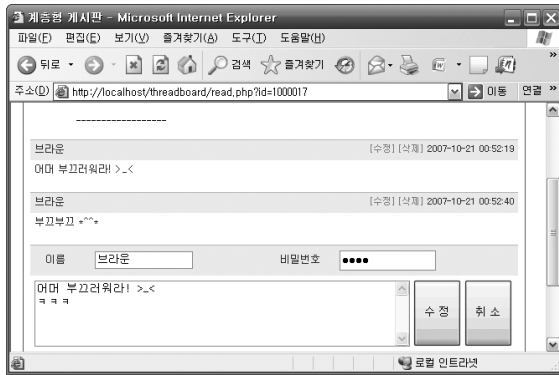 계층형 게시판 - Microsoft Internet Explorer
파일(F) 편집(E) 보기(V) 즐겨찾기(A) 도구(T) 도움말(H)
뒤로 검색 즐겨찾기
주소(D) http://localhost/threadboard/read.php?id=1000017 이동 연결 »
------------------
브라운 [수정] [삭제] 2007-10-21 00:52:19
어머 부끄러워라! >_<
브라운 [수정] [삭제] 2007-10-21 00:52:40
부끄부끄 *^^*
이름 브라운 비밀번호 ●●●●
어머 부끄러워라! >_<
ㅋㅋㅋ
수 정 취 소
로컬 인트라넷